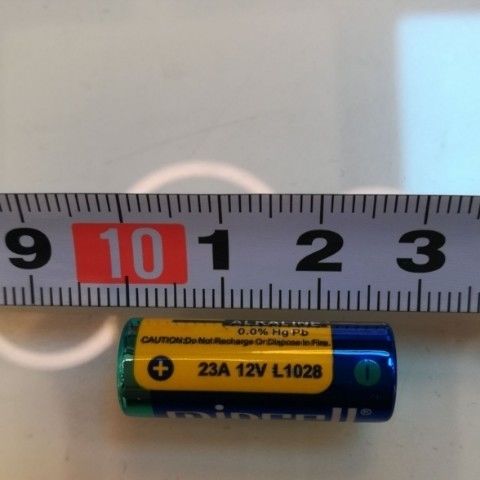 9 10 1 2 3
ALKALINE
0.0% Hg Pb
CAUTION:Do Not Recharge Or Dispose In Fire.
+ 23A 12V L1028 -